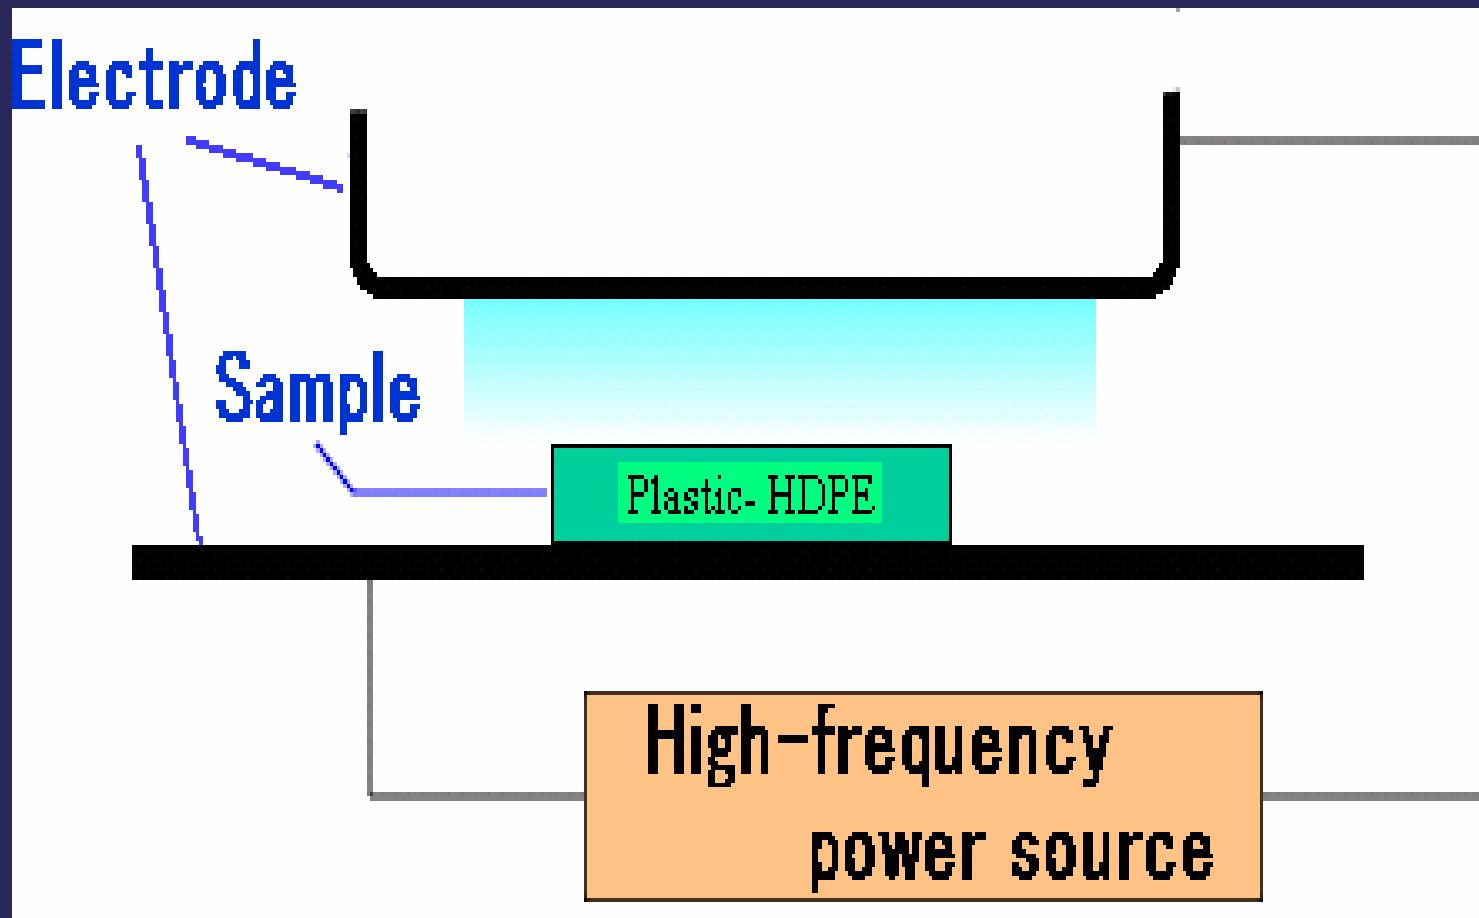 Electrode
Sample
Plastic- HDPE
High-frequency
power source